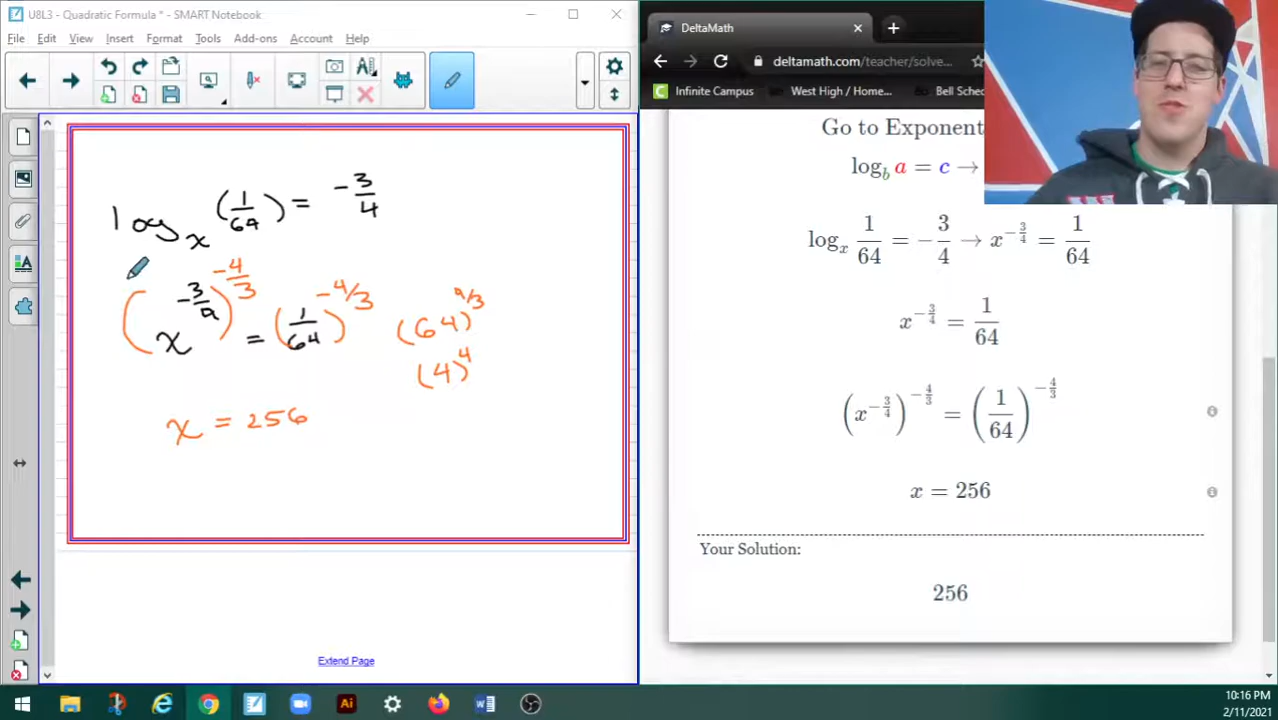 U8L3 - Quadratic Formula * - SMART Notebook
File Edit View Insert Format Tools Add-ons Account Help
log x (1/64) = -3/4
(x^-3/4)^-4/3 = (1/64)^-4/3 (64)^4/3
(4)^4
x = 256
Extend Page
DeltaMath
deltamath.com/teacher/solve...
Infinite Campus West High / Home... Bell Sched
Go to Exponent
log_b a = c →
log_x 1/64 = -3/4 → x^-3/4 = 1/64
x^-3/4 = 1/64
(x^-3/4)^-4/3 = (1/64)^-4/3
x = 256
Your Solution:
256
10:16 PM
2/11/2021